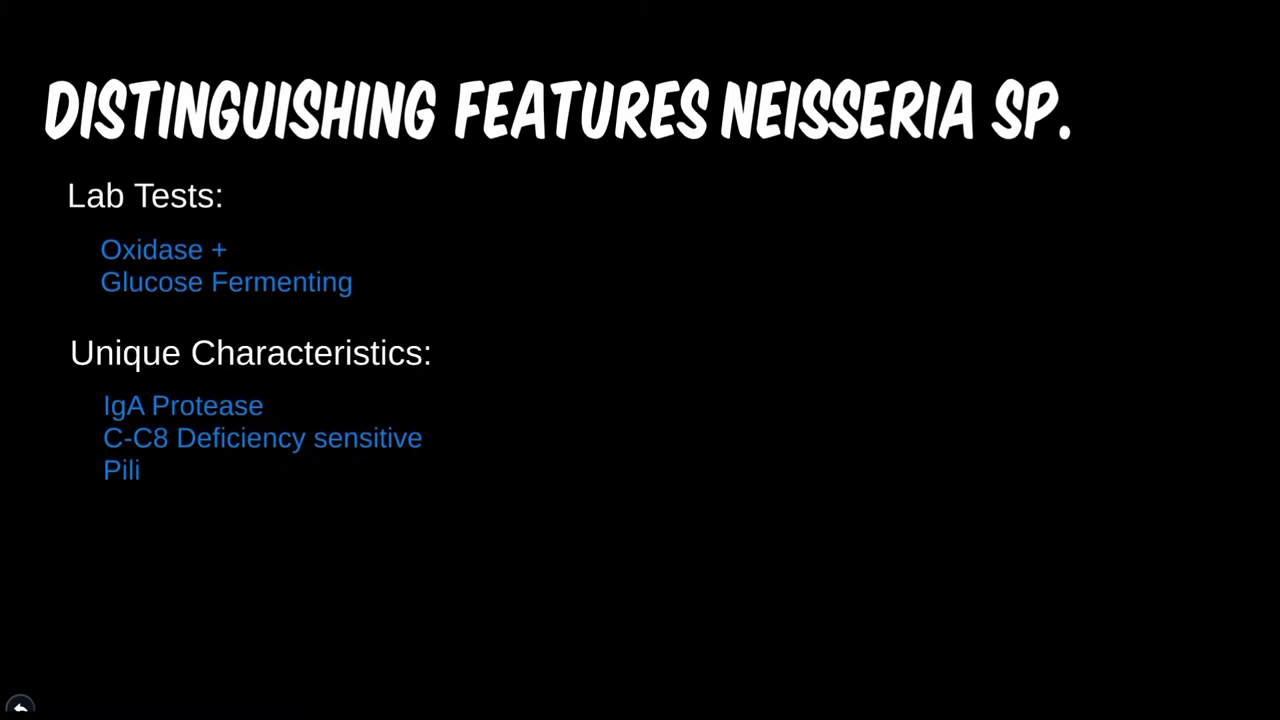 DISTINGUISHING FEATURES NEISSERIA SP.
Lab Tests:
Oxidase +
Glucose Fermenting
Unique Characteristics:
IgA Protease
C-C8 Deficiency sensitive
Pili